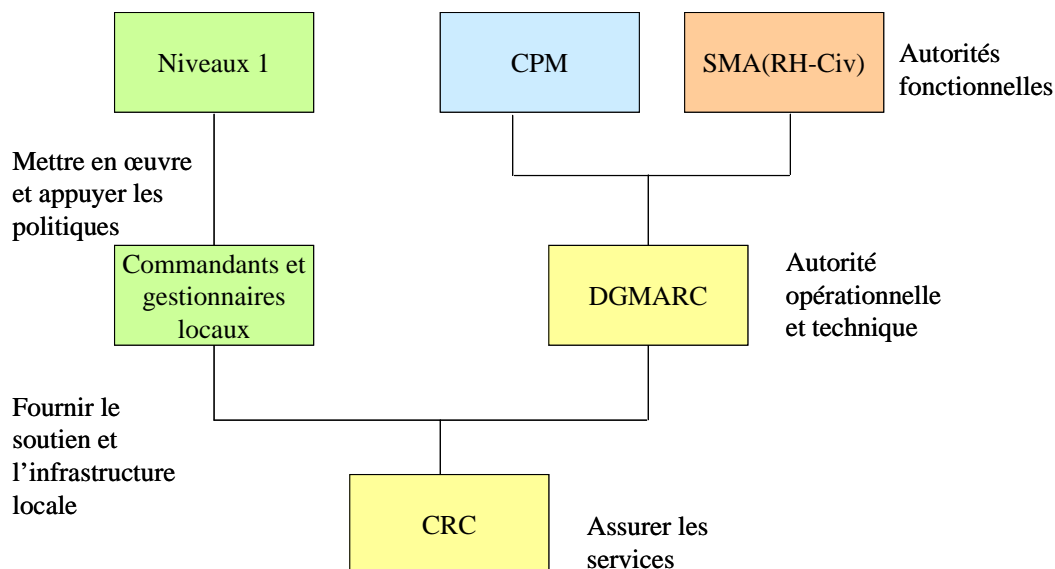 Niveaux 1
CPM
SMA(RH-Civ)
Autorités
fonctionnelles
Mettre en œuvre
et appuyer les
politiques
Commandants et
gestionnaires
locaux
DGMARC
Autorité
opérationnelle
et technique
Fournir le
soutien et
l’infrastructure
locale
CRC
Assurer les
services